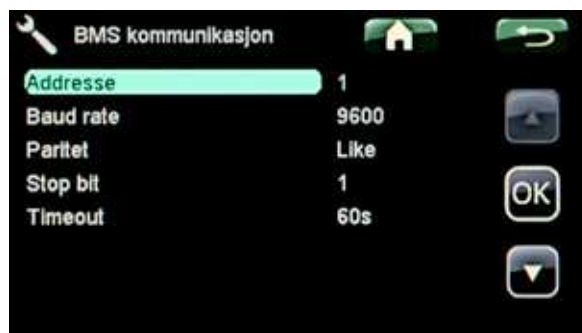 BMS kommunikasjon
Addresse 1
Baud rate 9600
Paritet Like
Stop bit 1
Timeout 60s
OK